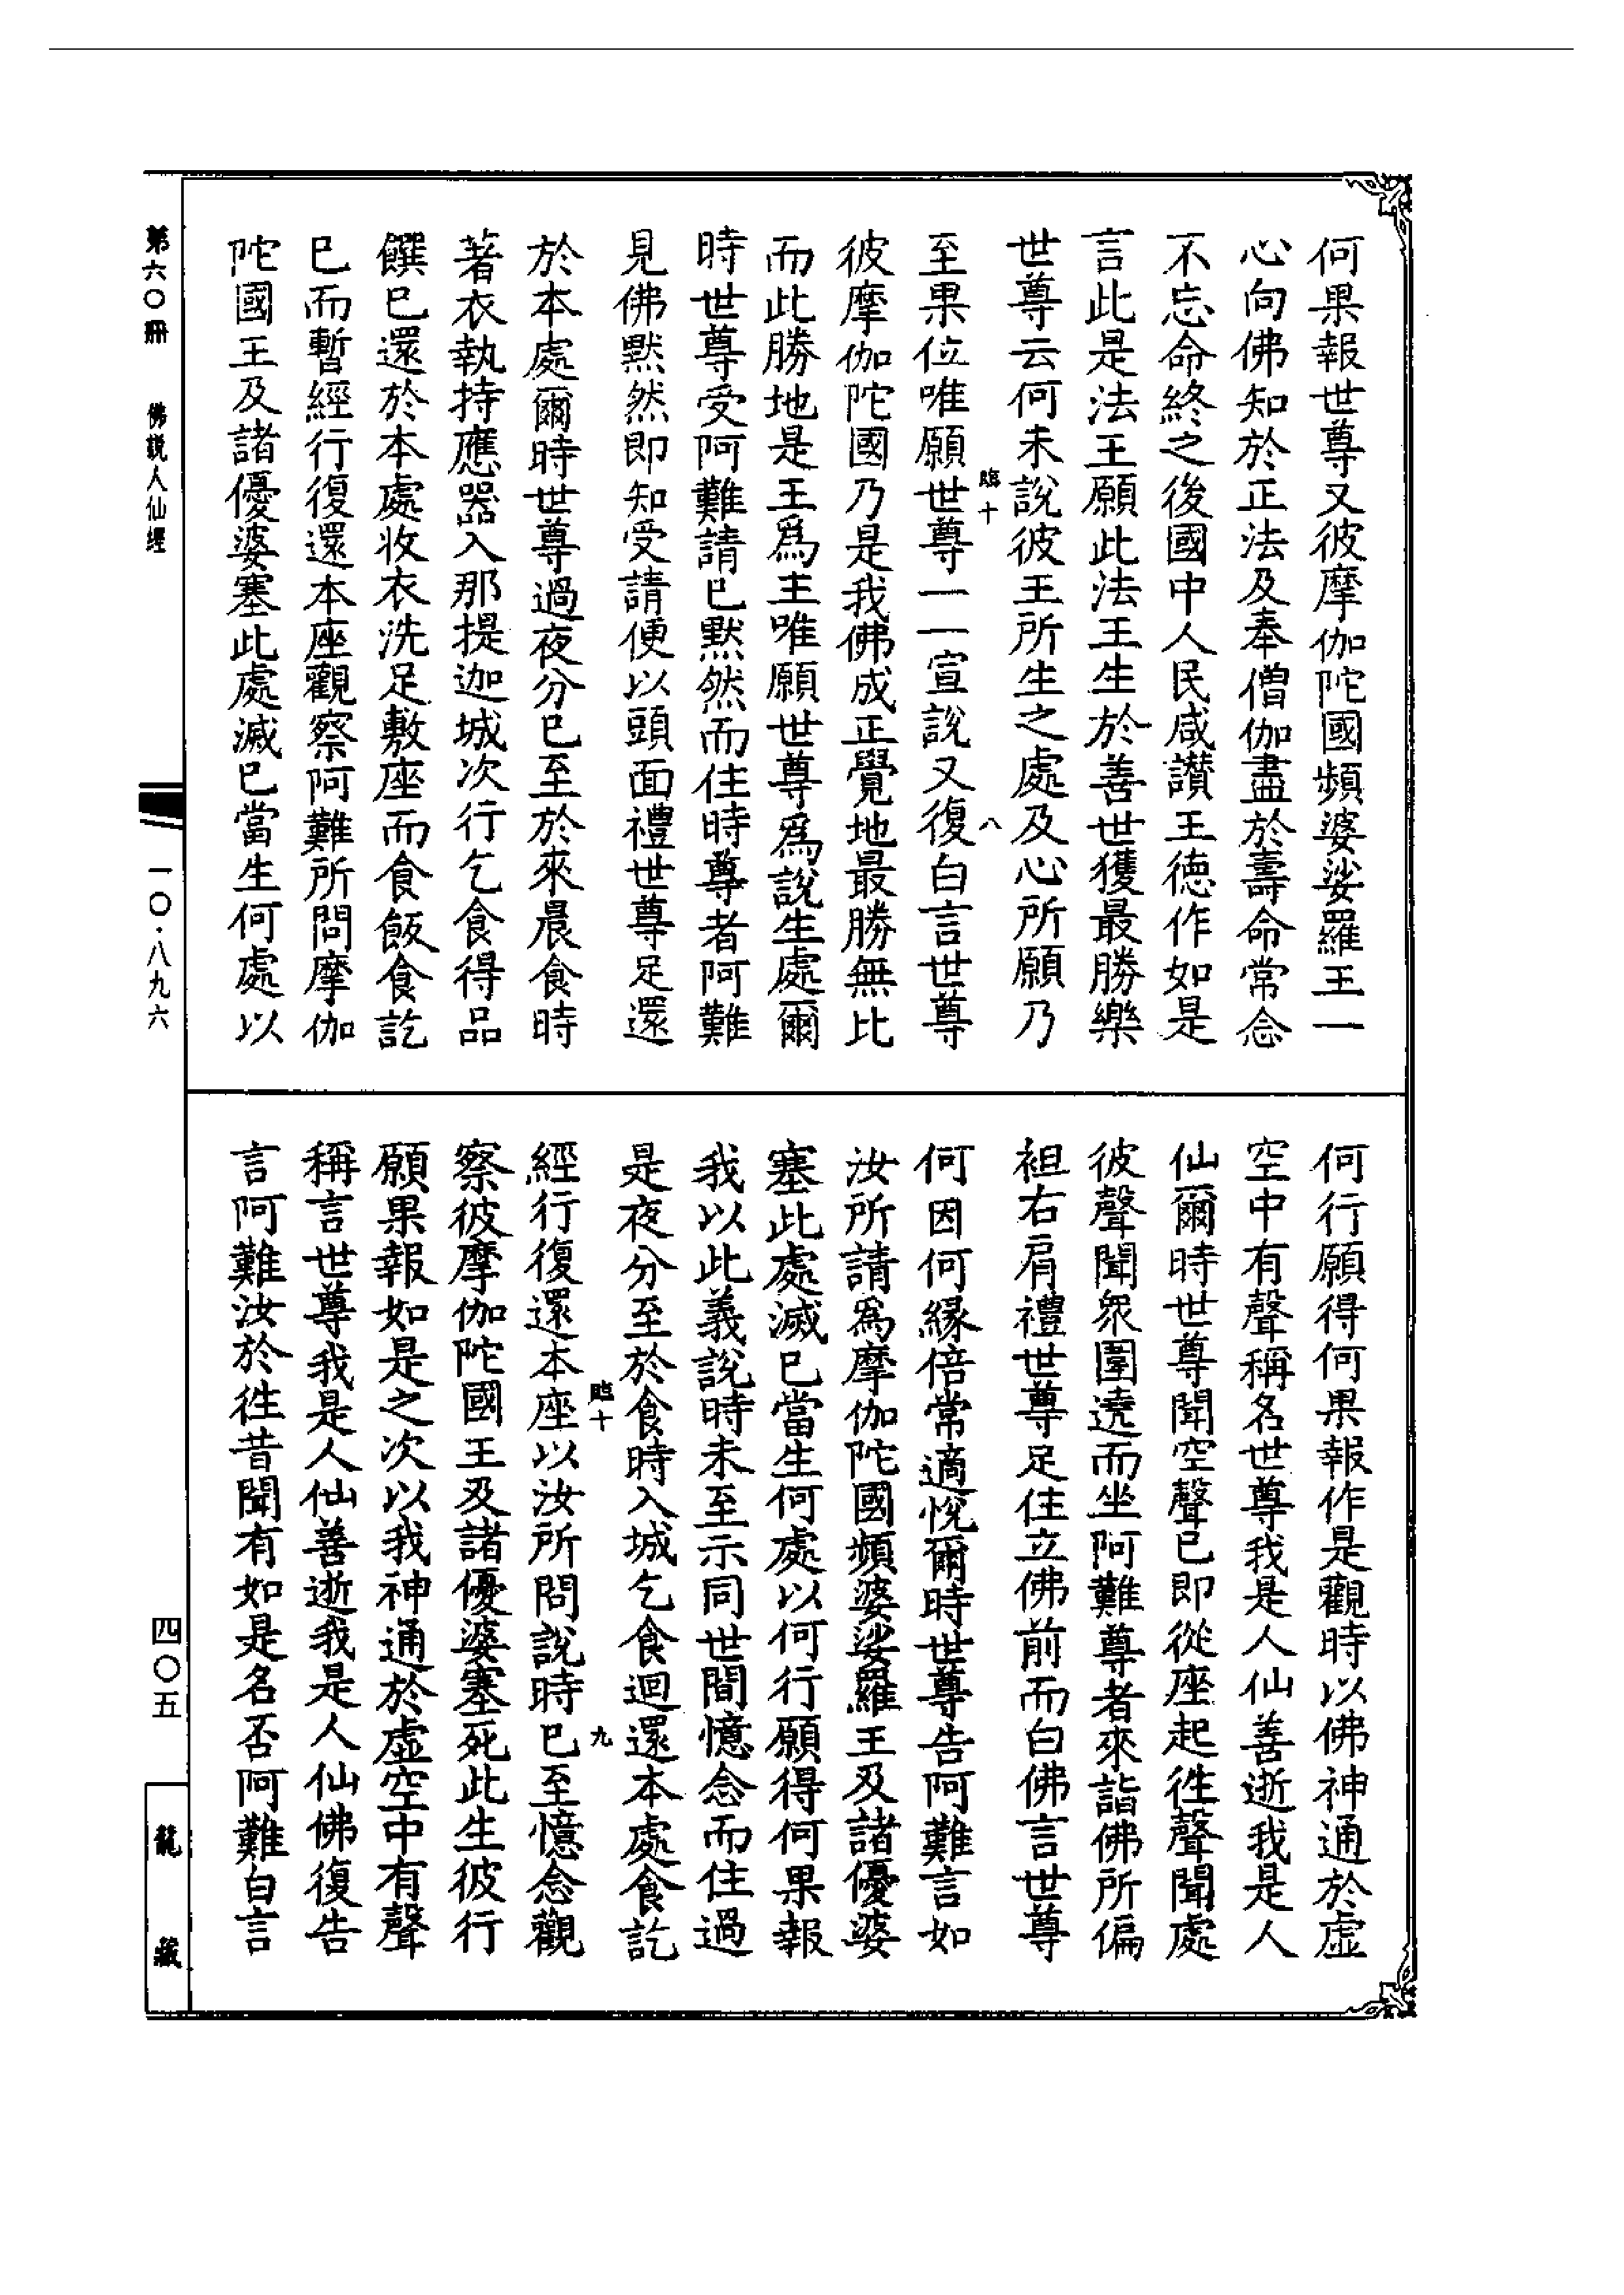 何果報世尊又彼摩伽陀國頻婆娑羅王一
心向佛知於正法及奉僧伽盡於壽命常念
不忘命終之後國中人民咸讃王德作如是
言此是法王願此法王生於善世獲最勝樂
世尊云何未說彼王所生之處及心所願乃
臨十 八
至果位唯願世尊一一宣說又復白言世尊
彼摩伽陀國乃是我佛成正覺地最勝無比
而此勝地是王爲主唯願世尊爲說生處爾
時世尊受阿難請已默然而住時尊者阿難
見佛默然即知受請便以頭面禮世尊足還
於本處爾時世尊過夜分已至於來晨食時
著衣執持應器入那提迦城次行乞食得品
饌已還於本處收衣洗足敷座而食飯食訖
已而暫經行復還本座觀察阿難所問摩伽
陀國王及諸優婆塞此處滅已當生何處以
何行願得何果報作是觀時以佛神通於虛
空中有聲稱名世尊我是人仙善逝我是人
仙爾時世尊聞空聲已即從座起往聲聞處
彼聲聞眾圍遶而坐阿難尊者來詣佛所偏
袒右肩禮世尊足住立佛前而白佛言世尊
何因何緣倍常適悅爾時世尊告阿難言如
汝所請爲摩伽陀國頻婆娑羅王及諸優婆
塞此處滅已當生何處以何行願得何果報
我以此義說時未至示同世間憶念而住過
是夜分至於食時入城乞食迴還本處食訖
臨十 九
經行復還本座以汝所問說時已至憶念觀
察彼摩伽陀國王及諸優婆塞死此生彼行
願果報如是之次以我神通於虛空中有聲
稱言世尊我是人仙善逝我是人仙佛復告
言阿難汝於往昔聞有如是名否阿難白言
第六〇冊 佛說人仙經
一〇·八九六
四〇五
龍藏